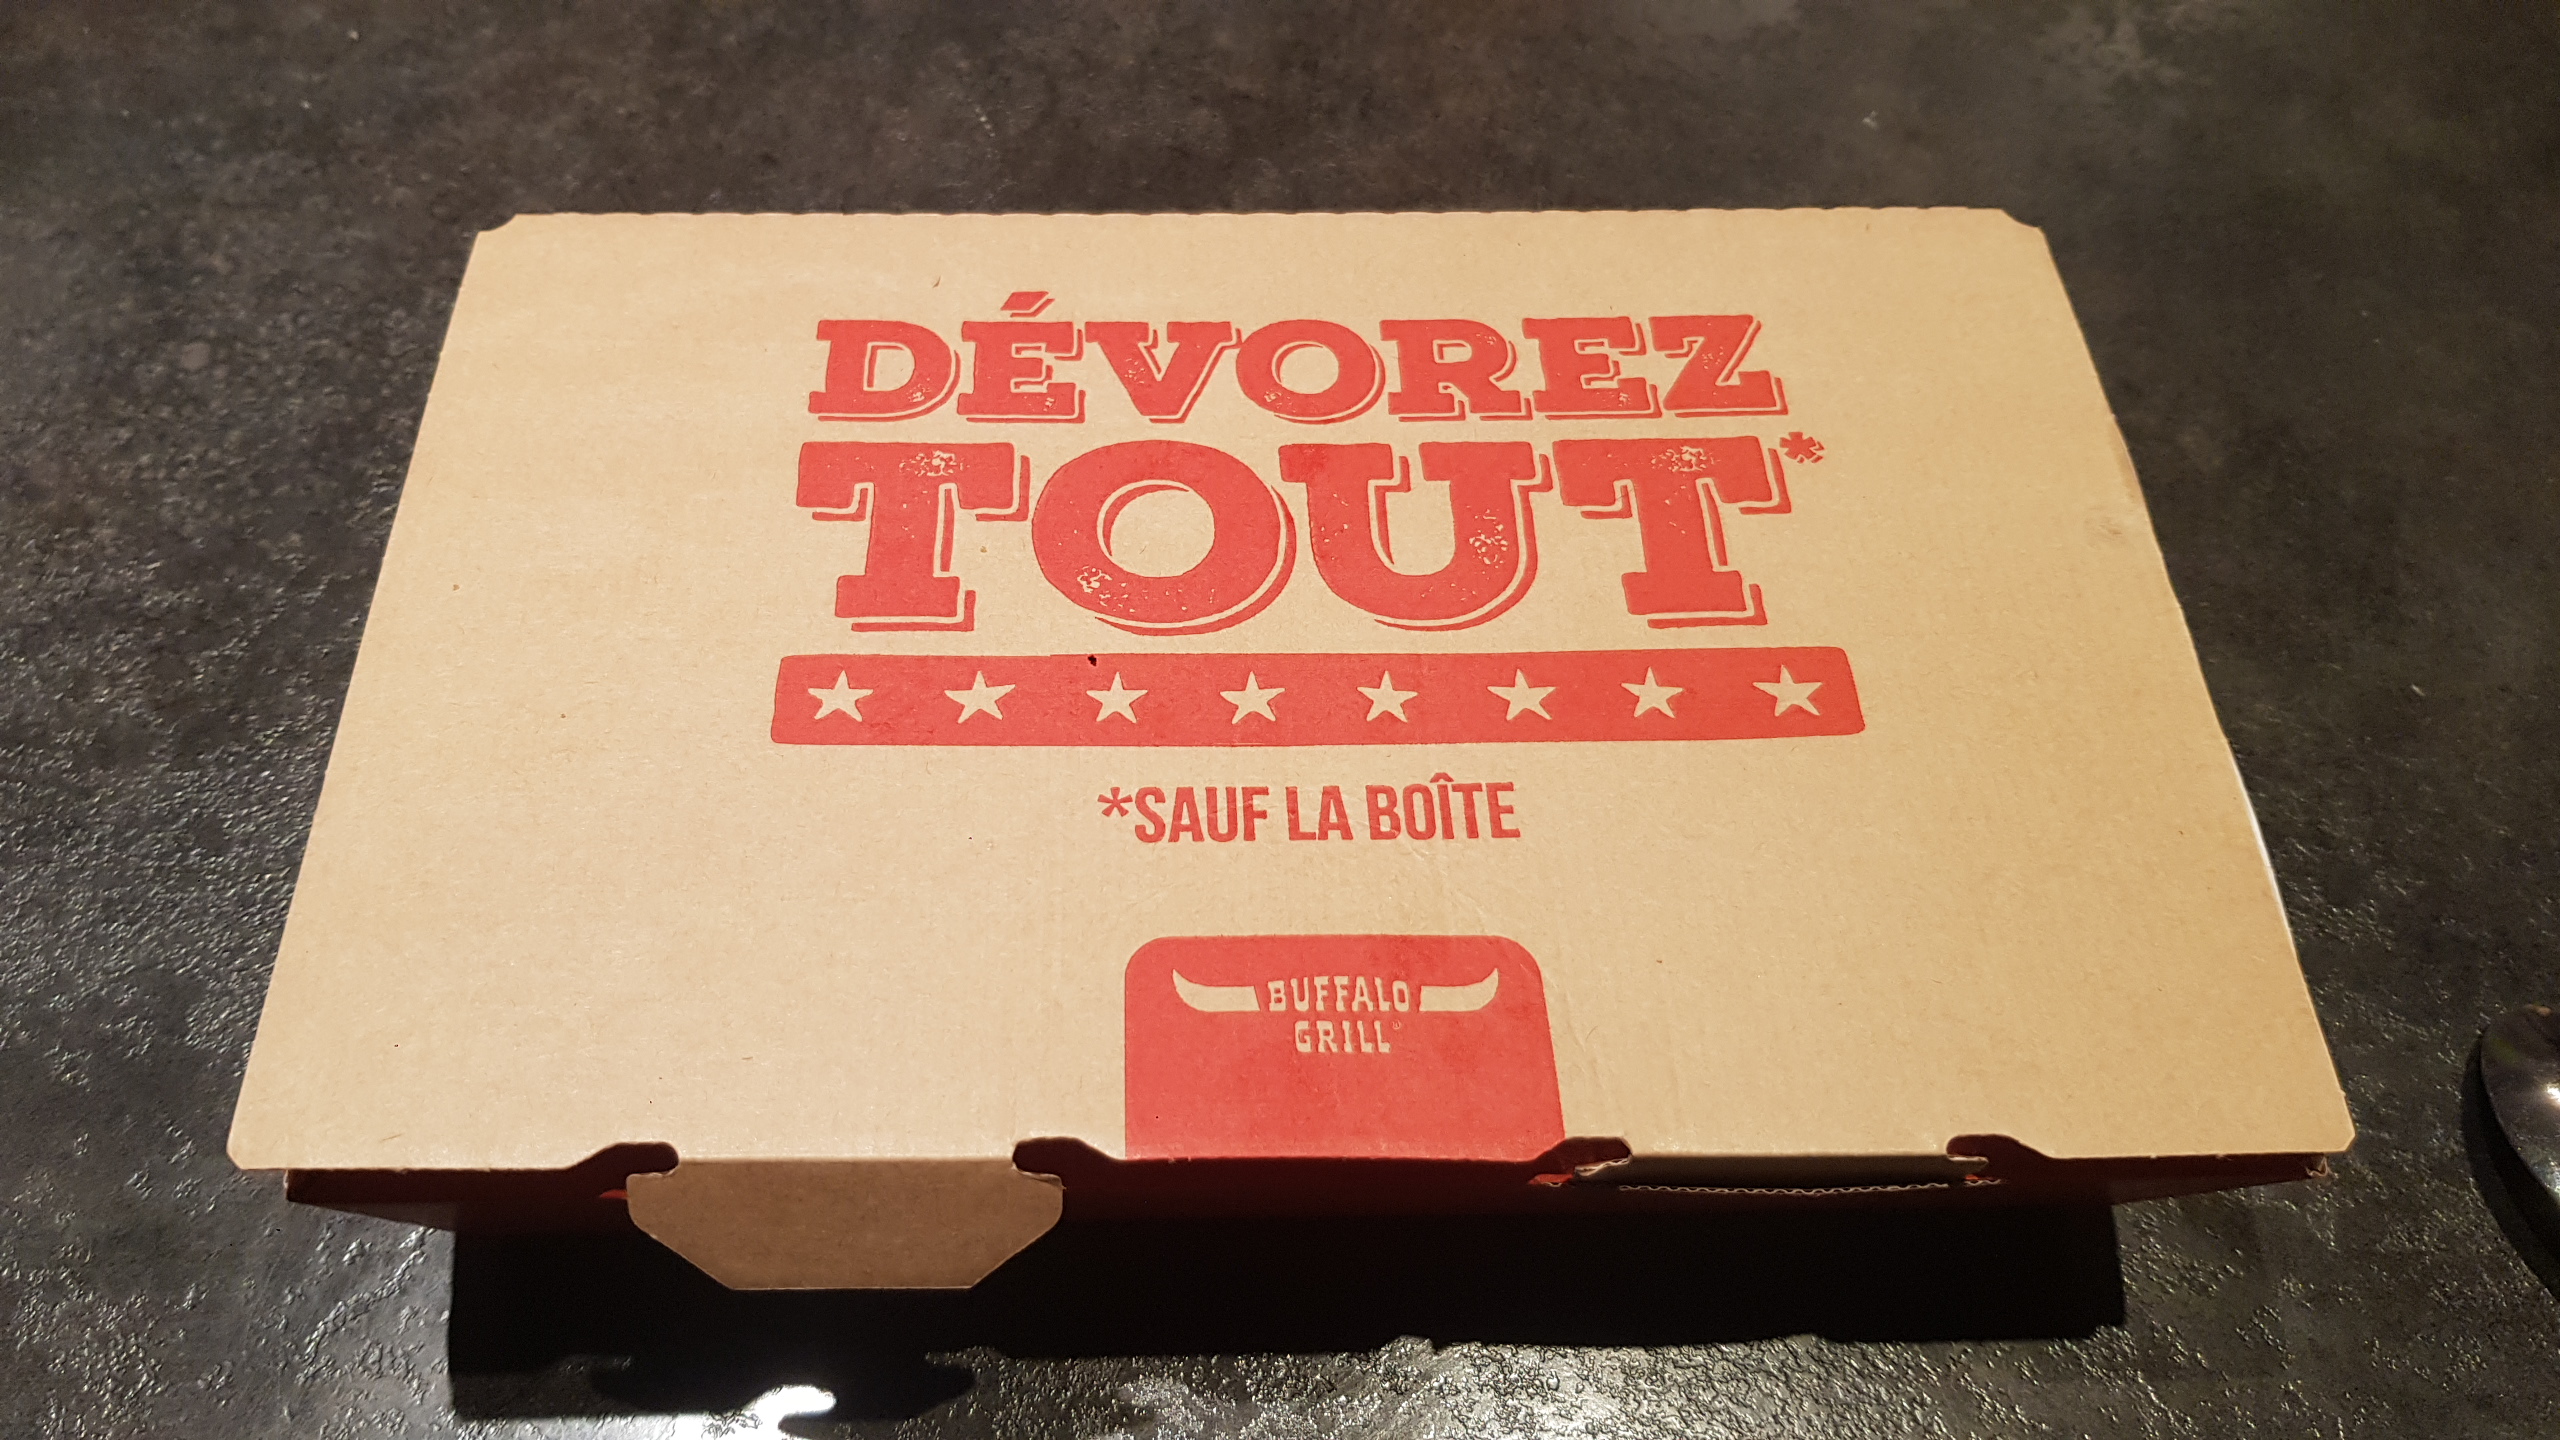 DÉVOREZ
TOUT*
*SAUF LA BOÎTE
BUFFALO
GRILL®